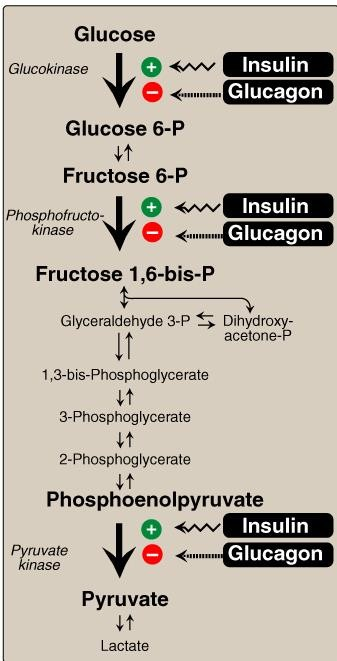 Glucose
Glucokinase
+
Insulin
−
Glucagon
Glucose 6-P
Fructose 6-P
Phosphofructo-
kinase
+
Insulin
−
Glucagon
Fructose 1,6-bis-P
Glyceraldehyde 3-P
Dihydroxy-
acetone-P
1,3-bis-Phosphoglycerate
3-Phosphoglycerate
2-Phosphoglycerate
Phosphoenolpyruvate
Pyruvate
kinase
+
Insulin
−
Glucagon
Pyruvate
Lactate